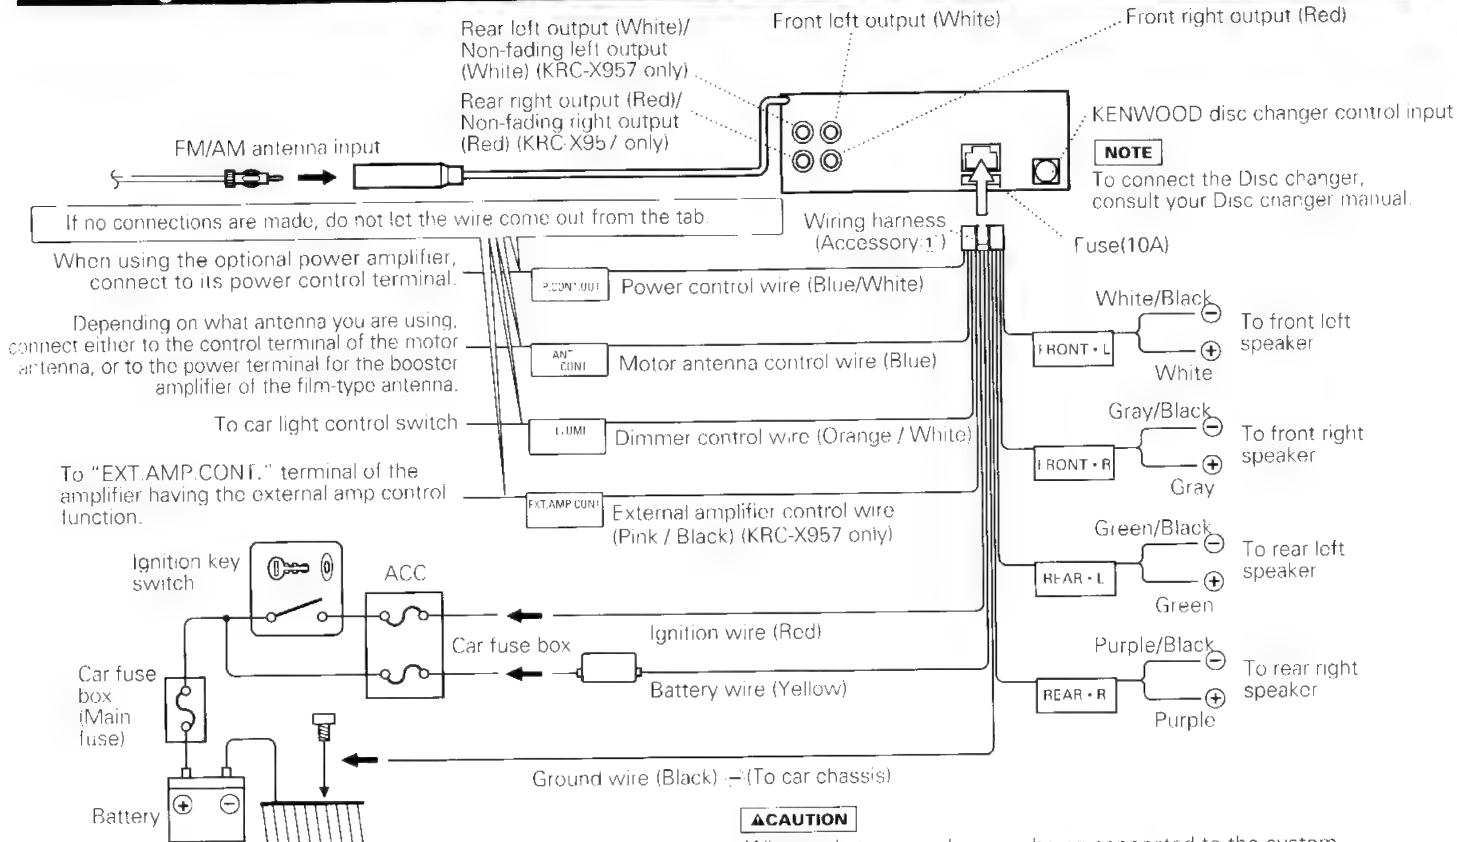 Rear left output (White)/
Non-fading left output
(White) (KRC-X957 only)
Front left output (White)
Front right output (Red)
Rear right output (Red)/
Non-fading right output
(Red) (KRC-X957 only)
KENWOOD disc changer control input
NOTE
To connect the Disc changer,
consult your Disc changer manual.
FM/AM antenna input
If no connections are made, do not let the wire come out from the tab.
Wiring harness
(Accessory 1)
Fuse(10A)
When using the optional power amplifier,
connect to its power control terminal.
P.CONT.OUT
Power control wire (Blue/White)
Depending on what antenna you are using,
connect either to the control terminal of the motor
antenna, or to the power terminal for the booster
amplifier of the film-type antenna.
ANT
CONT
Motor antenna control wire (Blue)
To car light control switch
ILLUMI
Dimmer control wire (Orange / White)
To "EXT.AMP.CONT." terminal of the
amplifier having the external amp control
function.
EXT.AMP.CONT
External amplifier control wire
(Pink / Black) (KRC-X957 only)
White/Black
⊖
FRONT • L
⊕
White
To front left
speaker
Gray/Black
⊖
FRONT • R
⊕
Gray
To front right
speaker
Green/Black
⊖
REAR • L
⊕
Green
To rear left
speaker
Purple/Black
⊖
REAR • R
⊕
Purple
To rear right
speaker
Ignition key
switch
ACC
Ignition wire (Red)
Car fuse box
Battery wire (Yellow)
Car fuse
box
(Main
fuse)
Ground wire (Black) ⊖ (To car chassis)
Battery
⊕ ⊖
⚠CAUTION